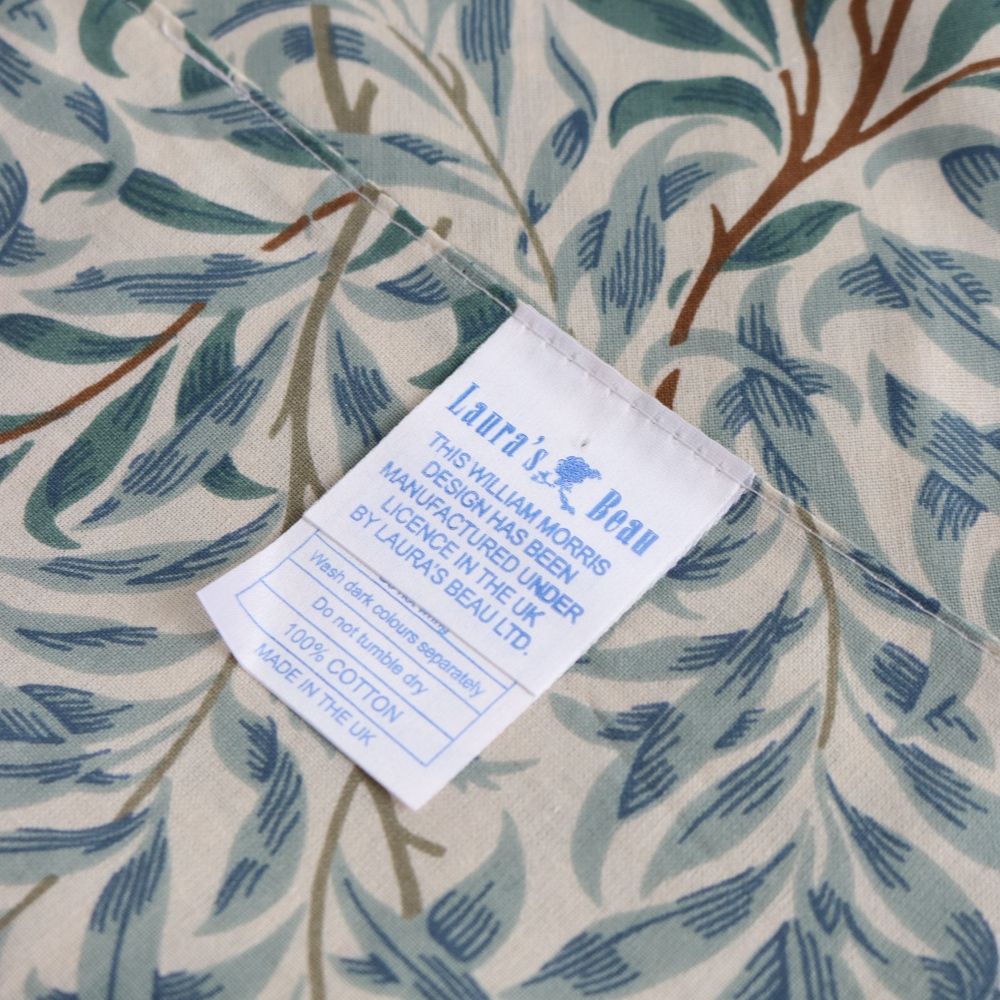 Laura's Beau
THIS WILLIAM MORRIS
DESIGN HAS BEEN
MANUFACTURED UNDER
LICENCE IN THE UK
BY LAURA'S BEAU LTD.
Wash dark colours separately
Do not tumble dry
100% COTTON
MADE IN THE UK